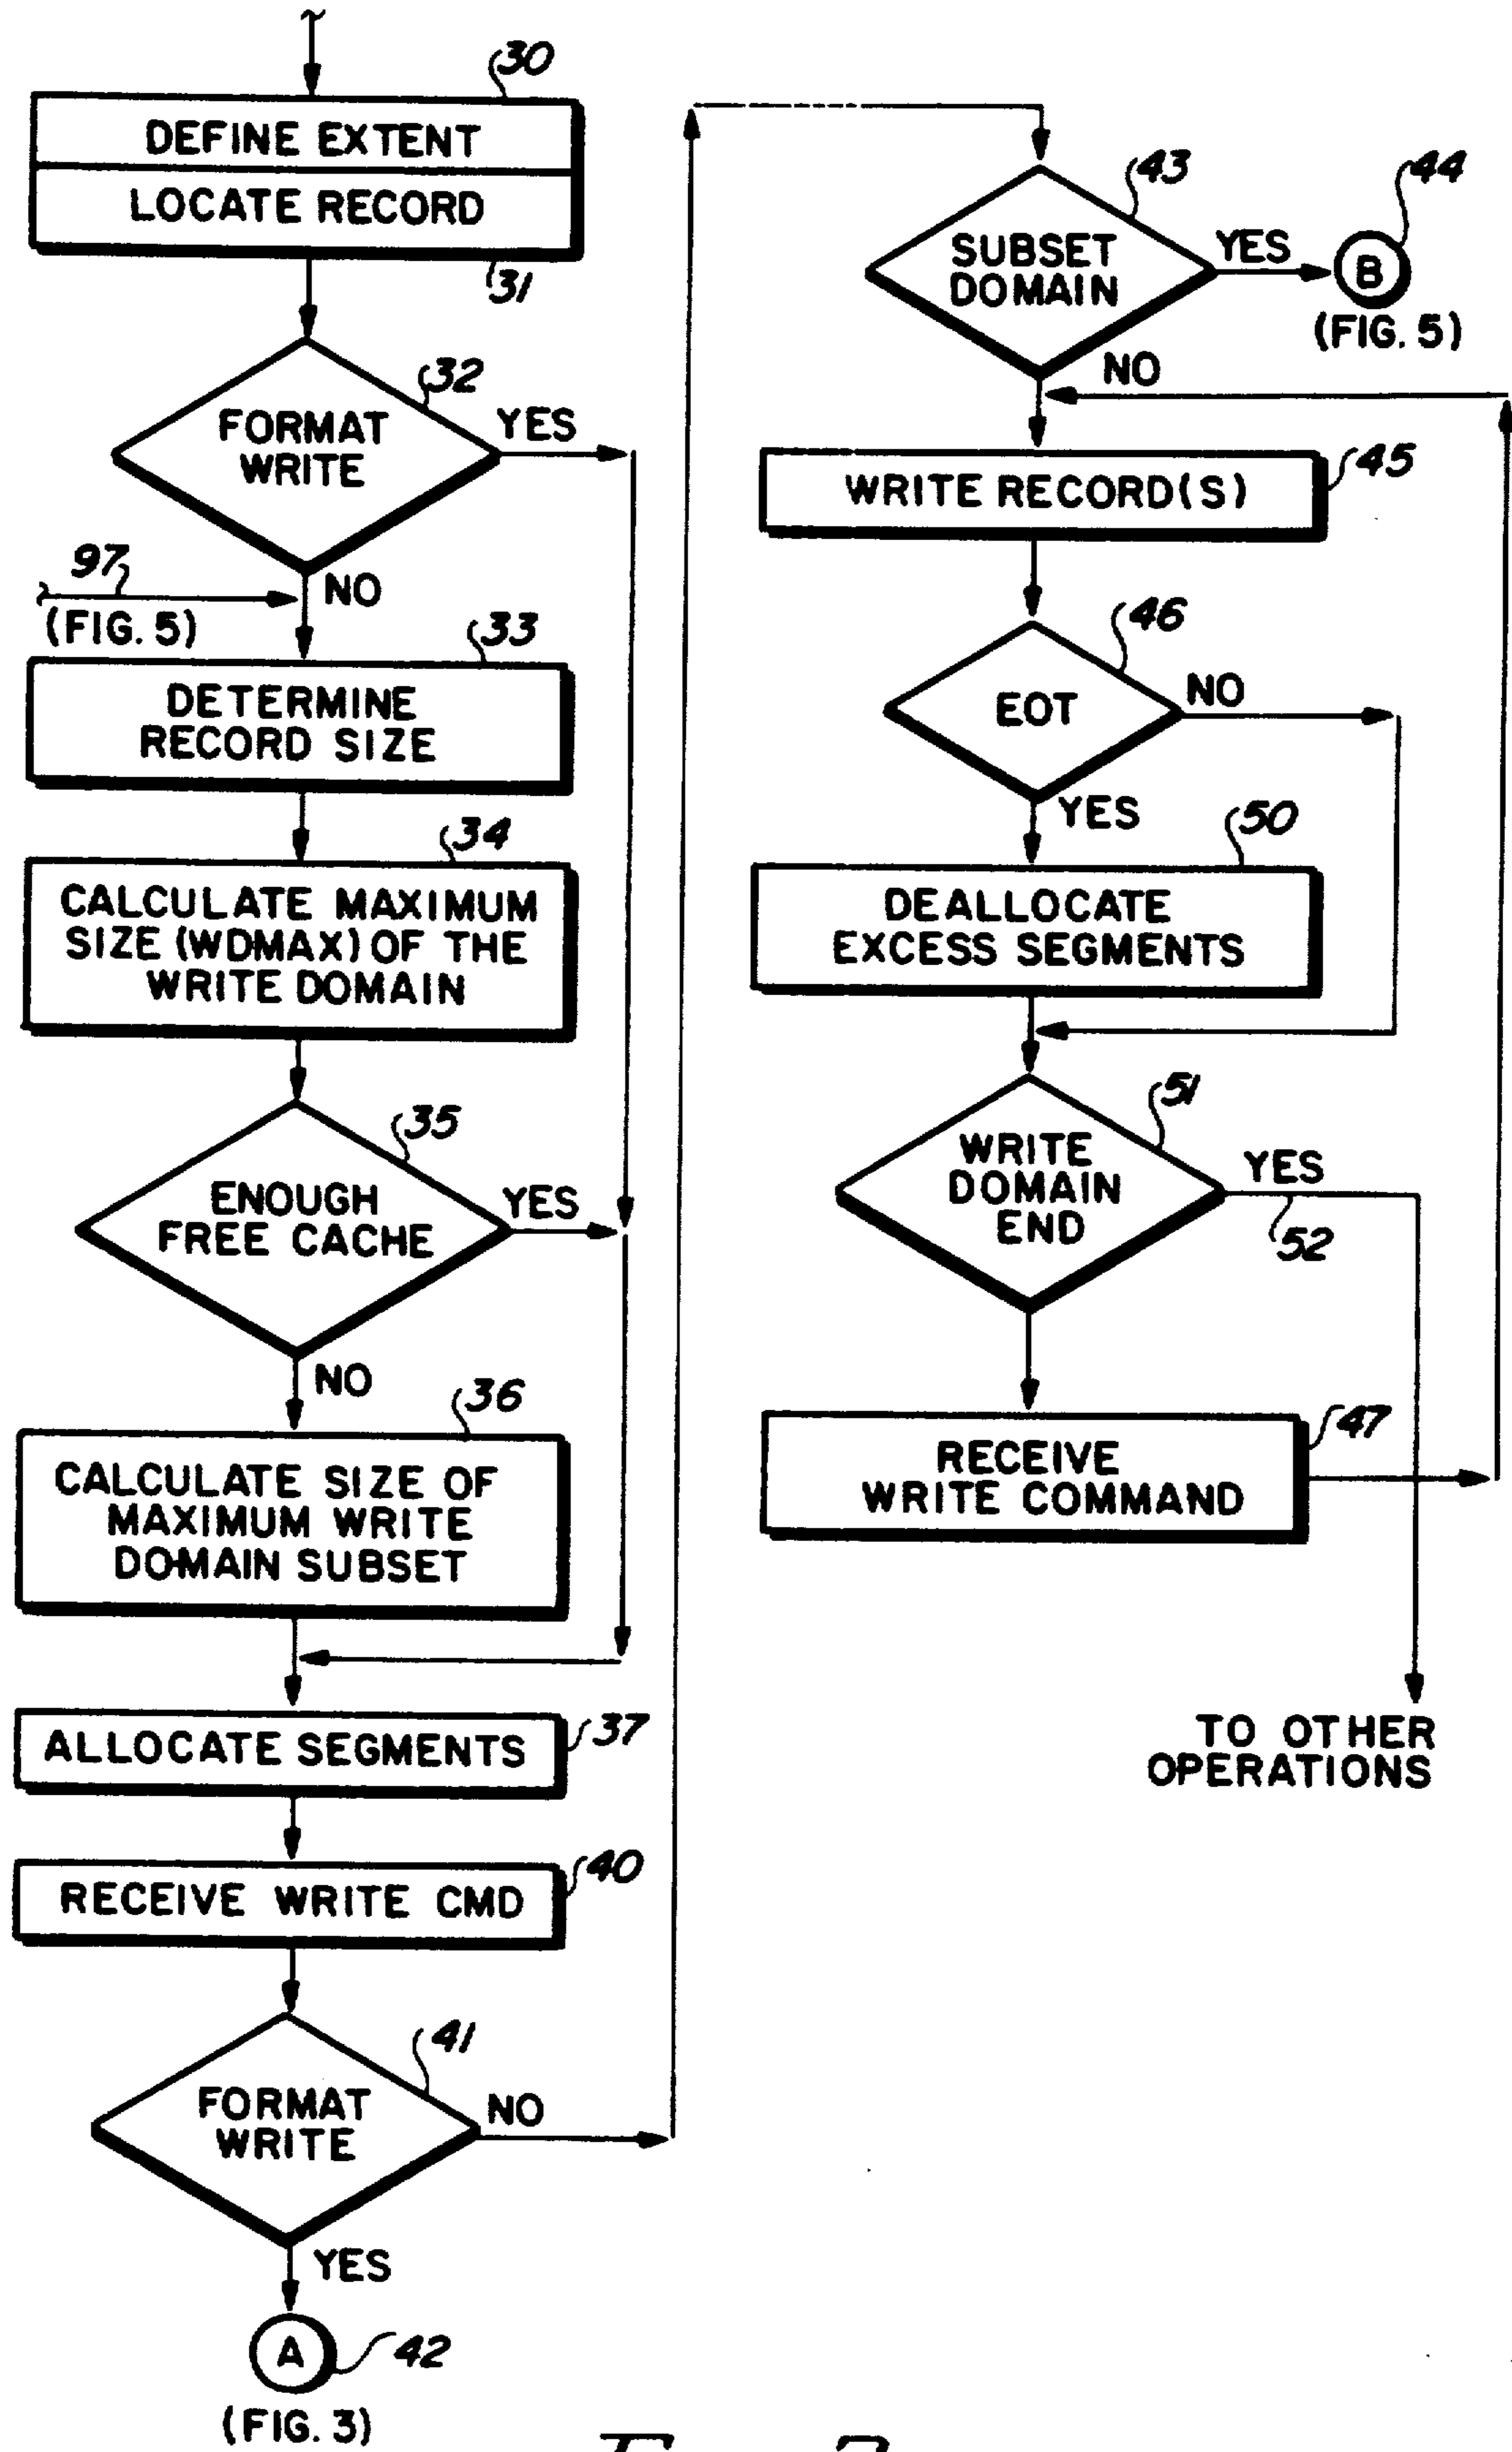 30
DEFINE EXTENT
LOCATE RECORD
31
32
FORMAT
WRITE
YES
97
(FIG. 5)
NO
33
DETERMINE
RECORD SIZE
34
CALCULATE MAXIMUM
SIZE (WDMAX) OF THE
WRITE DOMAIN
35
ENOUGH
FREE CACHE
YES
NO
36
CALCULATE SIZE OF
MAXIMUM WRITE
DOMAIN SUBSET
ALLOCATE SEGMENTS
37
RECEIVE WRITE CMD
40
41
FORMAT
WRITE
NO
YES
A
42
(FIG. 3)
43
SUBSET
DOMAIN
YES
44
B
(FIG. 5)
NO
WRITE RECORD(S)
45
46
EOT
NO
YES
50
DEALLOCATE
EXCESS SEGMENTS
51
WRITE
DOMAIN
END
YES
52
RECEIVE
WRITE COMMAND
47
TO OTHER
OPERATIONS